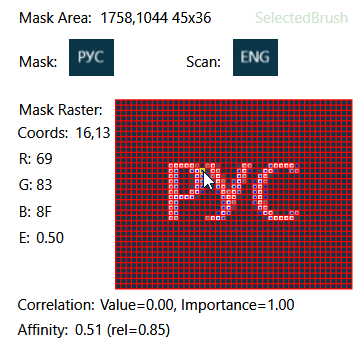 Mask Area: 1758,1044 45x36 SelectedBrush
Mask: РУС Scan: ENG
Mask Raster:
Coords: 16,13
R: 69
G: 83
B: 8F
E: 0.50
РУС
Correlation: Value=0.00, Importance=1.00
Affinity: 0.51 (rel=0.85)